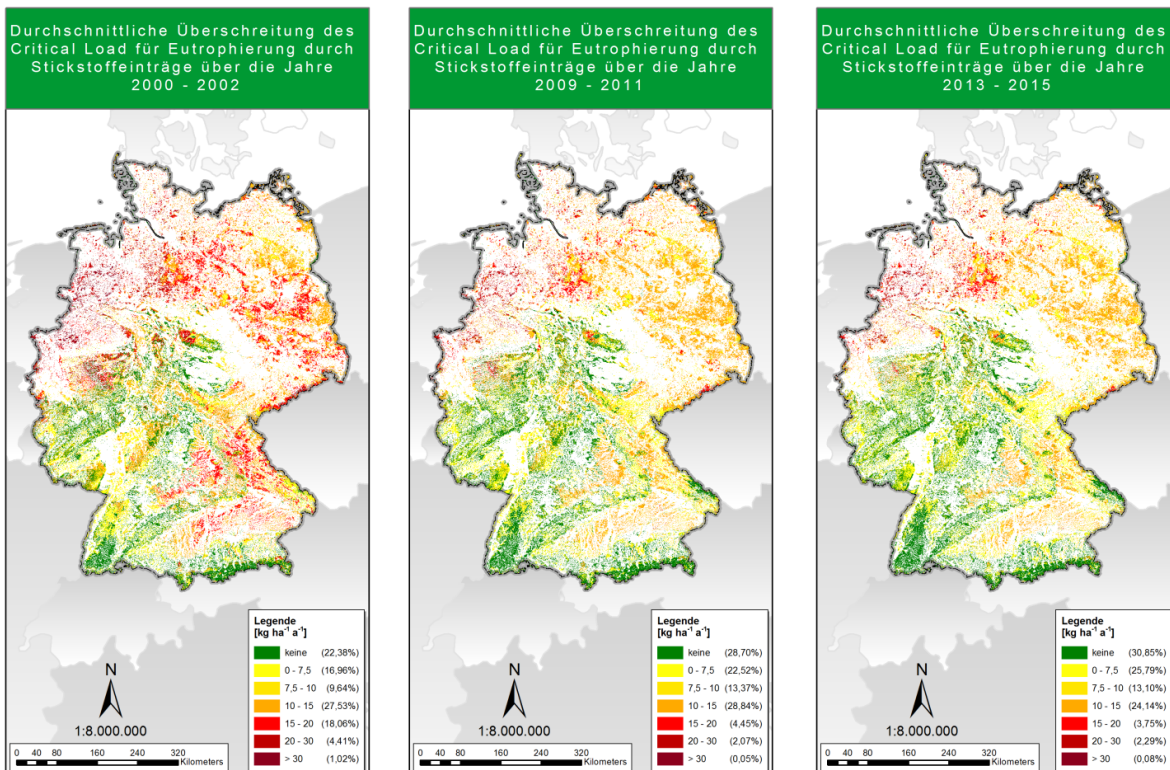 Durchschnittliche Überschreitung des
Critical Load für Eutrophierung durch
Stickstoffeinträge über die Jahre
2000 - 2002
N
1:8.000.000
0 40 80 160 240 320
Kilometers
Legende
[kg ha⁻¹ a⁻¹]
keine (22,38%)
0 - 7,5 (16,96%)
7,5 - 10 (9,64%)
10 - 15 (27,53%)
15 - 20 (18,06%)
20 - 30 (4,41%)
> 30 (1,02%)
Durchschnittliche Überschreitung des
Critical Load für Eutrophierung durch
Stickstoffeinträge über die Jahre
2009 - 2011
N
1:8.000.000
0 40 80 160 240 320
Kilometers
Legende
[kg ha⁻¹ a⁻¹]
keine (28,70%)
0 - 7,5 (22,52%)
7,5 - 10 (13,37%)
10 - 15 (28,84%)
15 - 20 (4,45%)
20 - 30 (2,07%)
> 30 (0,05%)
Durchschnittliche Überschreitung des
Critical Load für Eutrophierung durch
Stickstoffeinträge über die Jahre
2013 - 2015
N
1:8.000.000
0 40 80 160 240 320
Kilometers
Legende
[kg ha⁻¹ a⁻¹]
keine (30,85%)
0 - 7,5 (25,79%)
7,5 - 10 (13,10%)
10 - 15 (24,14%)
15 - 20 (3,75%)
20 - 30 (2,29%)
> 30 (0,08%)